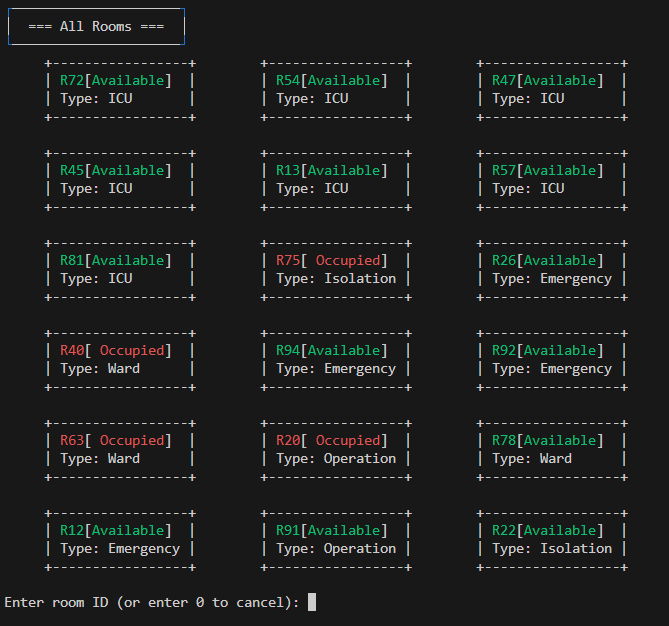 === All Rooms ===
+-----------------+ +-----------------+ +-----------------+
| R72[Available] | | R54[Available] | | R47[Available] |
| Type: ICU | | Type: ICU | | Type: ICU |
+-----------------+ +-----------------+ +-----------------+
+-----------------+ +-----------------+ +-----------------+
| R45[Available] | | R13[Available] | | R57[Available] |
| Type: ICU | | Type: ICU | | Type: ICU |
+-----------------+ +-----------------+ +-----------------+
+-----------------+ +-----------------+ +-----------------+
| R81[Available] | | R75[ Occupied] | | R26[Available] |
| Type: ICU | | Type: Isolation | | Type: Emergency |
+-----------------+ +-----------------+ +-----------------+
+-----------------+ +-----------------+ +-----------------+
| R40[ Occupied] | | R94[Available] | | R92[Available] |
| Type: Ward | | Type: Emergency | | Type: Emergency |
+-----------------+ +-----------------+ +-----------------+
+-----------------+ +-----------------+ +-----------------+
| R63[ Occupied] | | R20[ Occupied] | | R78[Available] |
| Type: Ward | | Type: Operation | | Type: Ward |
+-----------------+ +-----------------+ +-----------------+
+-----------------+ +-----------------+ +-----------------+
| R12[Available] | | R91[Available] | | R22[Available] |
| Type: Emergency | | Type: Operation | | Type: Isolation |
+-----------------+ +-----------------+ +-----------------+
Enter room ID (or enter 0 to cancel):